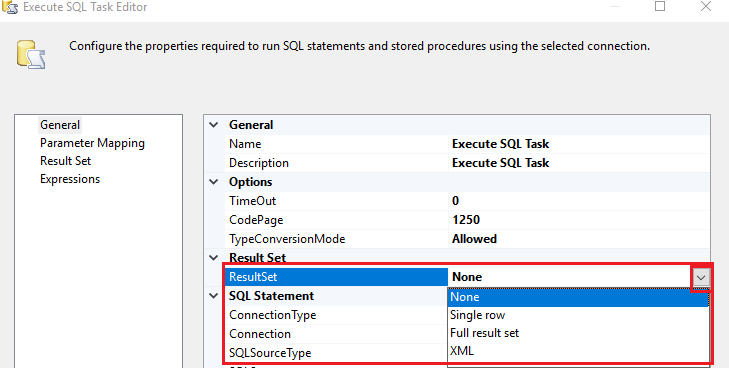 Execute SQL Task Editor
Configure the properties required to run SQL statements and stored procedures using the selected connection.
General
Parameter Mapping
Result Set
Expressions
General
Name Execute SQL Task
Description Execute SQL Task
Options
TimeOut 0
CodePage 1250
TypeConversionMode Allowed
Result Set
ResultSet None
SQL Statement
ConnectionType
Connection
SQLSourceType
None
Single row
Full result set
XML